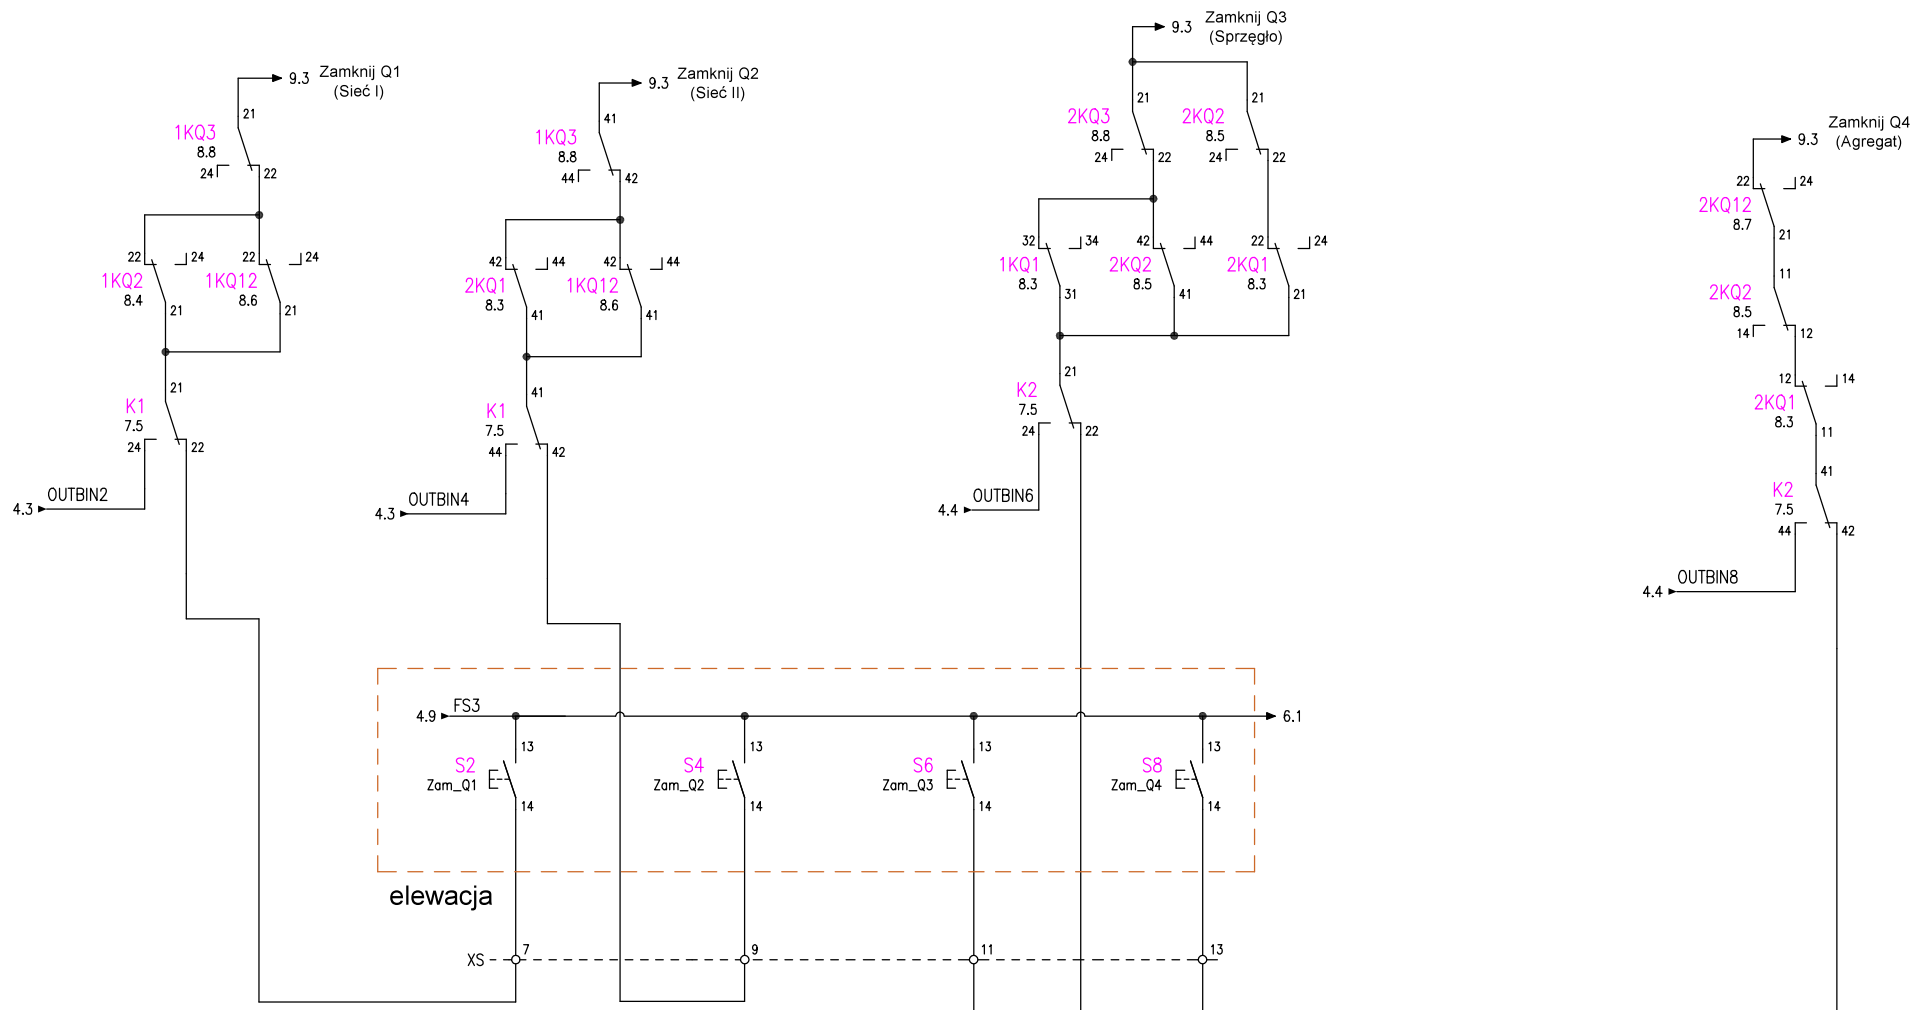 9.3 Zamknij Q1
(Sieć I)
21
1KQ3
8.8
24 22
22 24 22 24
1KQ2 1KQ12
8.4 8.6
21 21
21
K1
7.5
24 22
4.3 OUTBIN2
9.3 Zamknij Q2
(Sieć II)
41
1KQ3
8.8
44 42
42 44 42 44
2KQ1 1KQ12
8.3 8.6
41 41
41
K1
7.5
44 42
4.3 OUTBIN4
9.3 Zamknij Q3
(Sprzęgło)
21 21
2KQ3 2KQ2
8.8 8.5
24 22 24 22
32 34 42 44 22 24
1KQ1 2KQ2 2KQ1
8.3 8.5 8.3
31 41 21
21
K2
7.5
24 22
4.4 OUTBIN6
9.3 Zamknij Q4
(Agregat)
22 24
2KQ12
8.7
21
11
2KQ2
8.5
14 12
12 14
2KQ1
8.3
11
41
K2
7.5
44 42
4.4 OUTBIN8
4.9 FS3 6.1
13 13 13 13
S2 S4 S6 S8
Zam_Q1 Zam_Q2 Zam_Q3 Zam_Q4
14 14 14 14
elewacja
XS 7 9 11 13